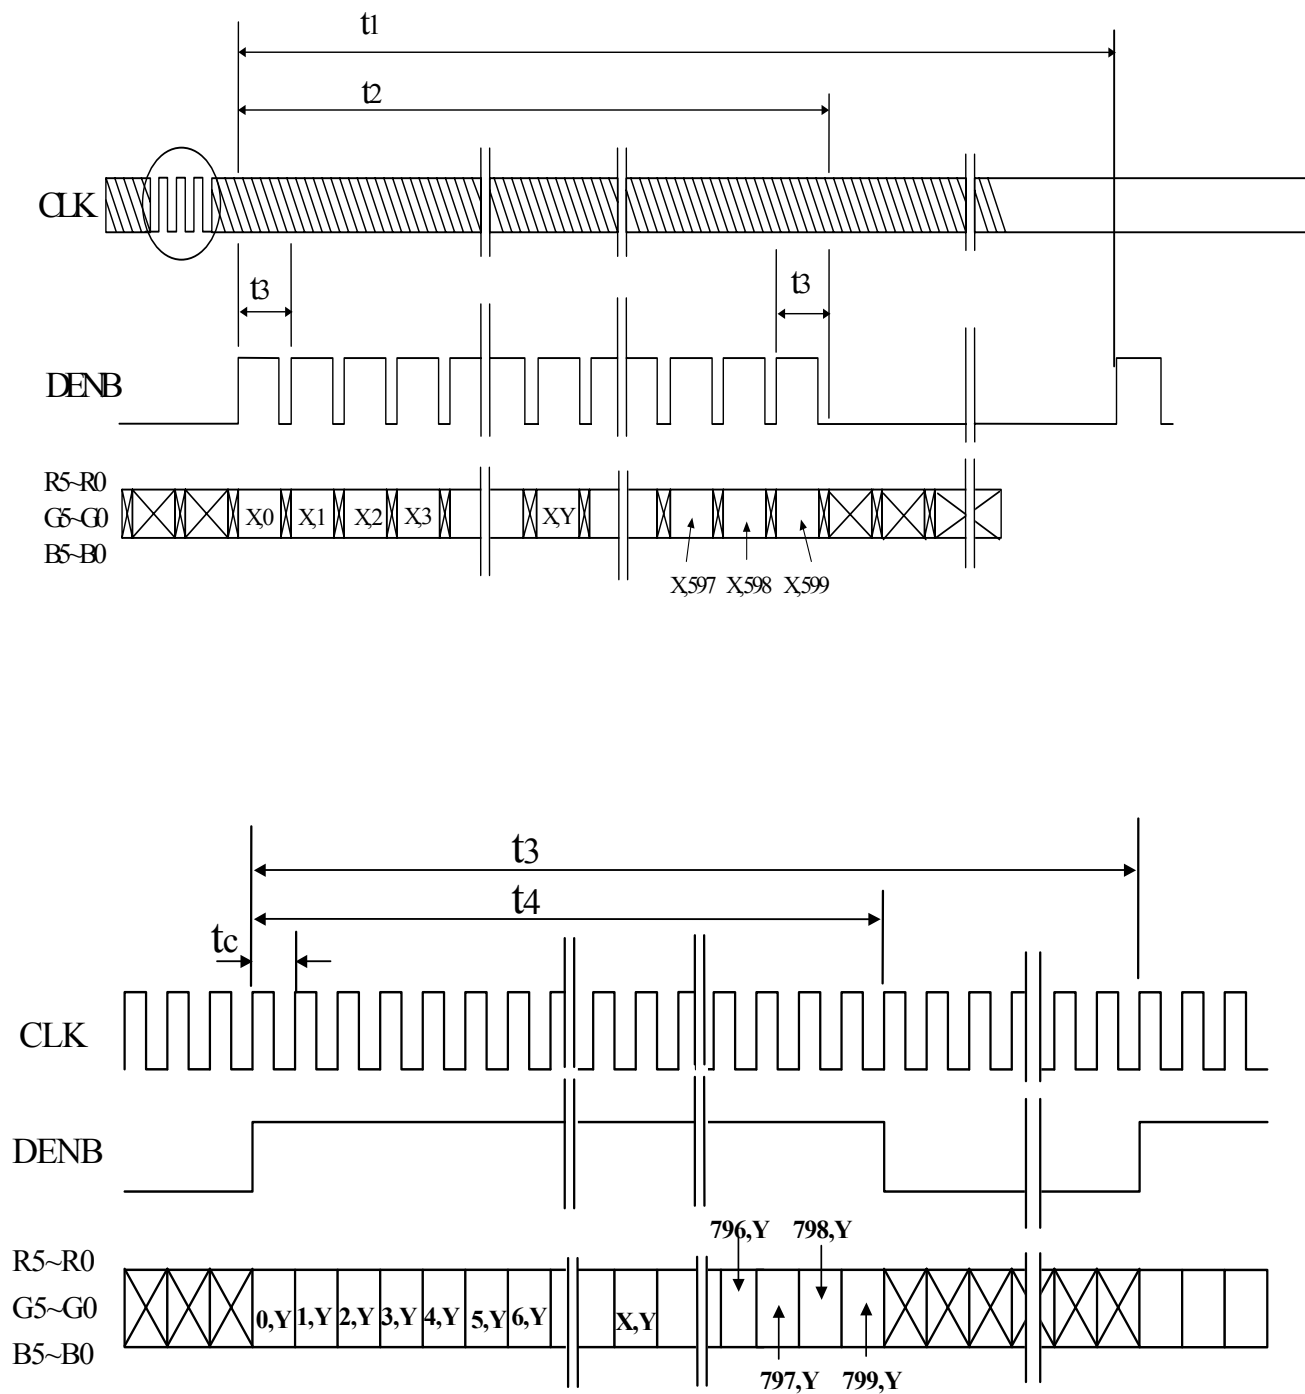 t1
t2
CLK
t3 t3
DENB
R5~R0
G5~G0
B5~B0
X,0 X,1 X,2 X,3 X,Y
X,597 X,598 X,599
t3
t4
tc
CLK
DENB
796,Y 798,Y
R5~R0
G5~G0
B5~B0
0,Y 1,Y 2,Y 3,Y 4,Y 5,Y 6,Y X,Y
797,Y 799,Y